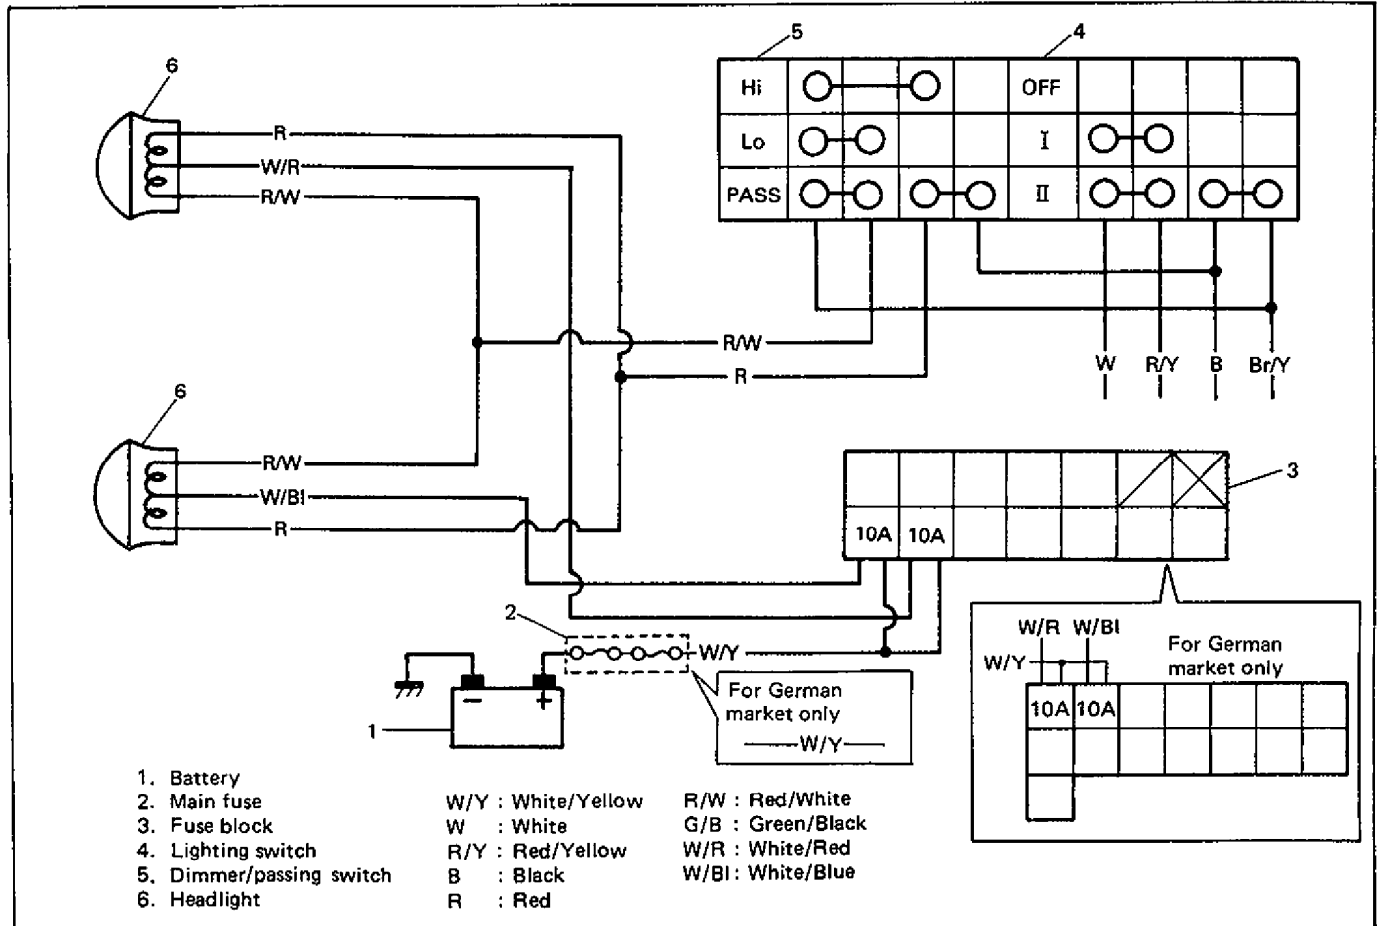 5 4
6
Hi OFF
Lo I
PASS II
R
W/R
R/W
R/W
R
W R/Y B Br/Y
6
R/W
W/Bl
R
3
10A 10A
2
W/Y
1
− +
For German
market only
W/Y
W/R W/Bl
W/Y
For German
market only
10A 10A
1. Battery
2. Main fuse
3. Fuse block
4. Lighting switch
5. Dimmer/passing switch
6. Headlight
W/Y : White/Yellow
W : White
R/Y : Red/Yellow
B : Black
R : Red
R/W : Red/White
G/B : Green/Black
W/R : White/Red
W/Bl : White/Blue